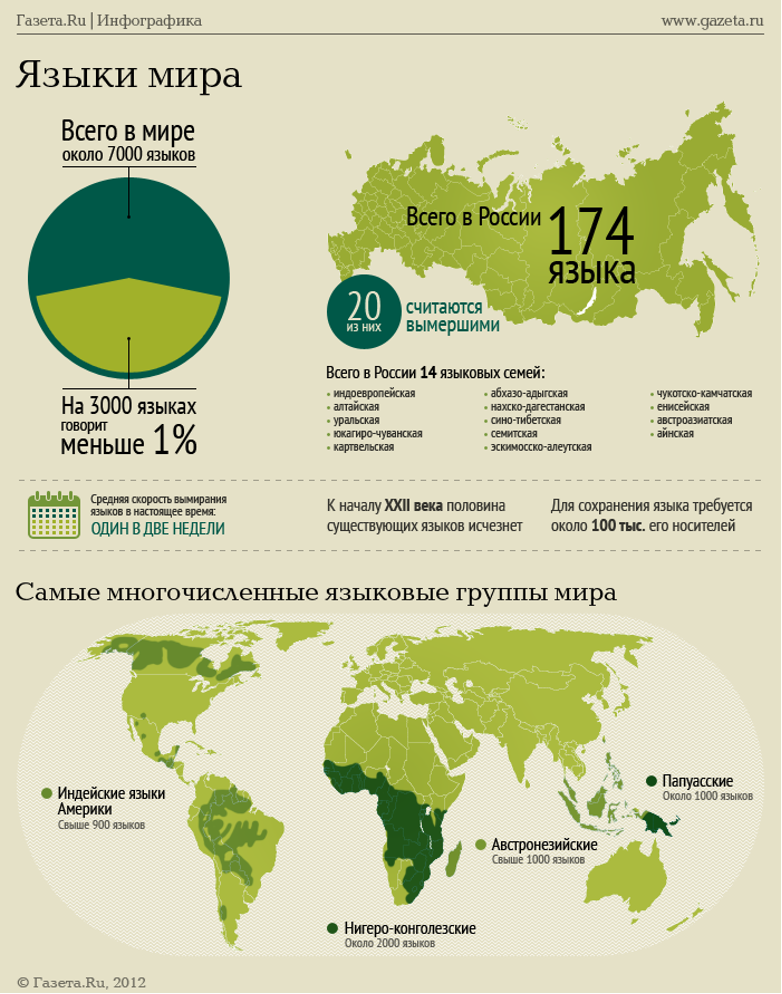 Газета.Ru | Инфографика
www.gazeta.ru
Языки мира
Всего в мире
около 7000 языков
На 3000 языках
говорит
меньше 1%
Всего в России 174
языка
20
из них
считаются
вымершими
Всего в России 14 языковых семей:
• индоевропейская
• алтайская
• уральская
• юкагиро-чуванская
• картвельская
• абхазо-адыгская
• нахско-дагестанская
• сино-тибетская
• семитская
• эскимосско-алеутская
• чукотско-камчатская
• енисейская
• австроазиатская
• айнская
Средняя скорость вымирания
языков в настоящее время:
ОДИН В ДВЕ НЕДЕЛИ
К началу XXII века половина
существующих языков исчезнет
Для сохранения языка требуется
около 100 тыс. его носителей
Самые многочисленные языковые группы мира
Индейские языки
Америки
Свыше 900 языков
Папуасские
Около 1000 языков
Австронезийские
Свыше 1000 языков
Нигеро-конголезские
Около 2000 языков
© Газета.Ru, 2012